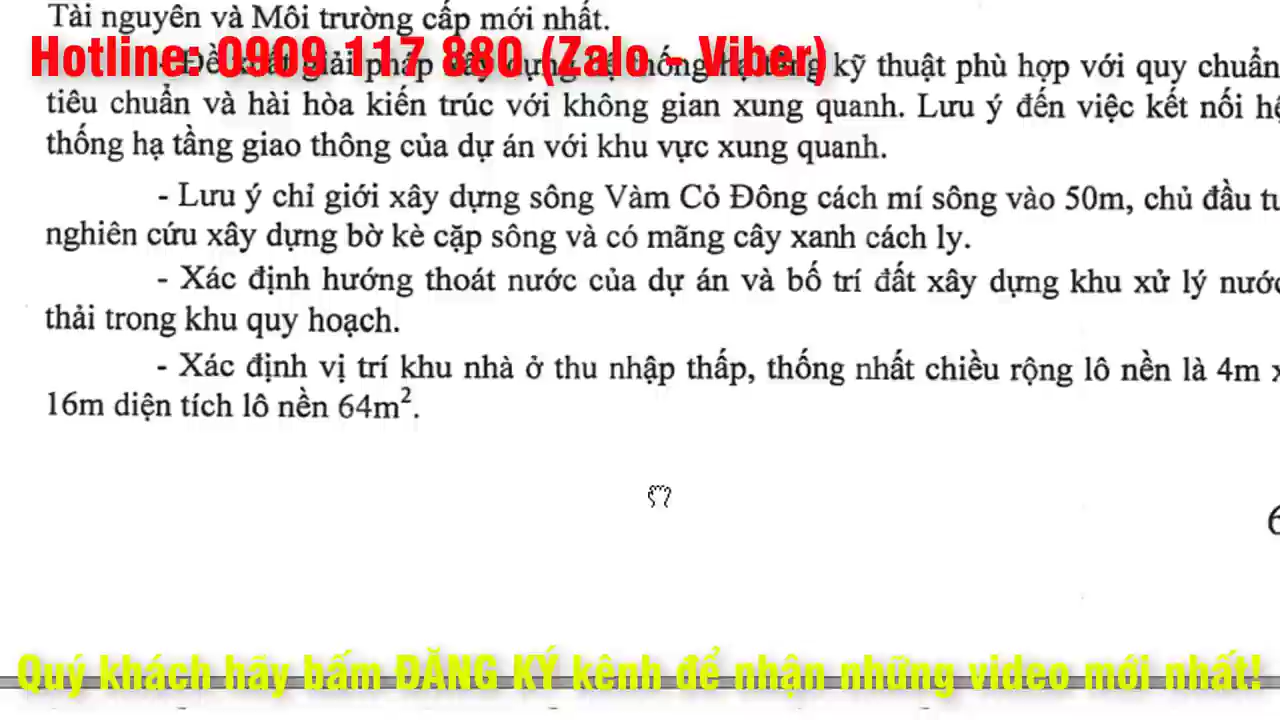 Tài nguyên và Môi trường cấp mới nhất.
Hotline: 0909 117 880 (Zalo - Viber)
- Đề xuất giải pháp xây dựng hệ thống hạ tầng kỹ thuật phù hợp với quy chuẩn
tiêu chuẩn và hài hòa kiến trúc với không gian xung quanh. Lưu ý đến việc kết nối hệ
thống hạ tầng giao thông của dự án với khu vực xung quanh.
- Lưu ý chỉ giới xây dựng sông Vàm Cỏ Đông cách mí sông vào 50m, chủ đầu tư
nghiên cứu xây dựng bờ kè cặp sông và có mãng cây xanh cách ly.
- Xác định hướng thoát nước của dự án và bố trí đất xây dựng khu xử lý nước
thải trong khu quy hoạch.
- Xác định vị trí khu nhà ở thu nhập thấp, thống nhất chiều rộng lô nền là 4m x
16m diện tích lô nền 64m².
6
Quý khách hãy bấm ĐĂNG KÝ kênh để nhận những video mới nhất!